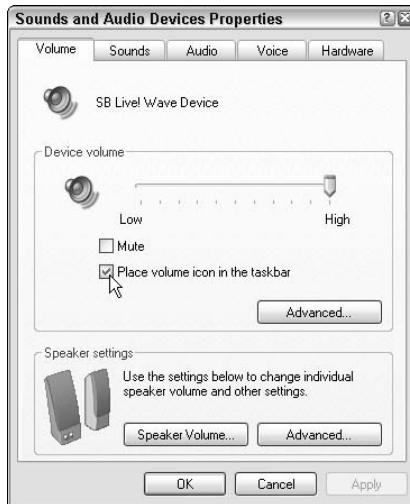 Sounds and Audio Devices Properties
Volume Sounds Audio Voice Hardware
SB Live! Wave Device
Device volume
Low High
Mute
Place volume icon in the taskbar
Advanced...
Speaker settings
Use the settings below to change individual
speaker volume and other settings.
Speaker Volume... Advanced...
OK Cancel Apply